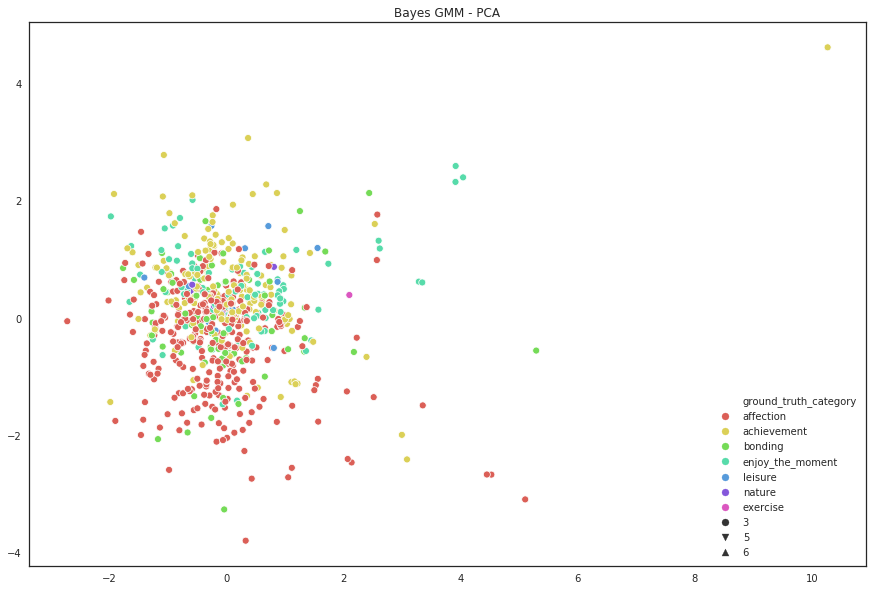 Bayes GMM - PCA
4
2
0
−2
−4
−2
0
2
4
6
8
10
ground_truth_category
affection
achievement
bonding
enjoy_the_moment
leisure
nature
exercise
3
5
6